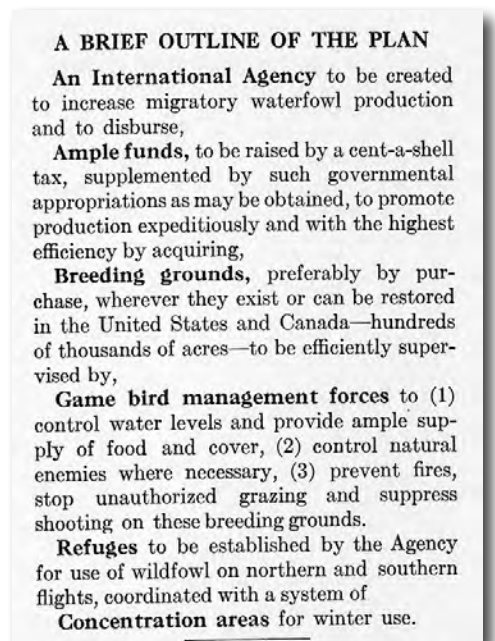 A BRIEF OUTLINE OF THE PLAN
An International Agency to be created
to increase migratory waterfowl production
and to disburse,
Ample funds, to be raised by a cent-a-shell
tax, supplemented by such governmental
appropriations as may be obtained, to promote
production expeditiously and with the highest
efficiency by acquiring,
Breeding grounds, preferably by pur-
chase, wherever they exist or can be restored
in the United States and Canada—hundreds
of thousands of acres—to be efficiently super-
vised by,
Game bird management forces to (1)
control water levels and provide ample sup-
ply of food and cover, (2) control natural
enemies where necessary, (3) prevent fires,
stop unauthorized grazing and suppress
shooting on these breeding grounds.
Refuges to be established by the Agency
for use of wildfowl on northern and southern
flights, coordinated with a system of
Concentration areas for winter use.